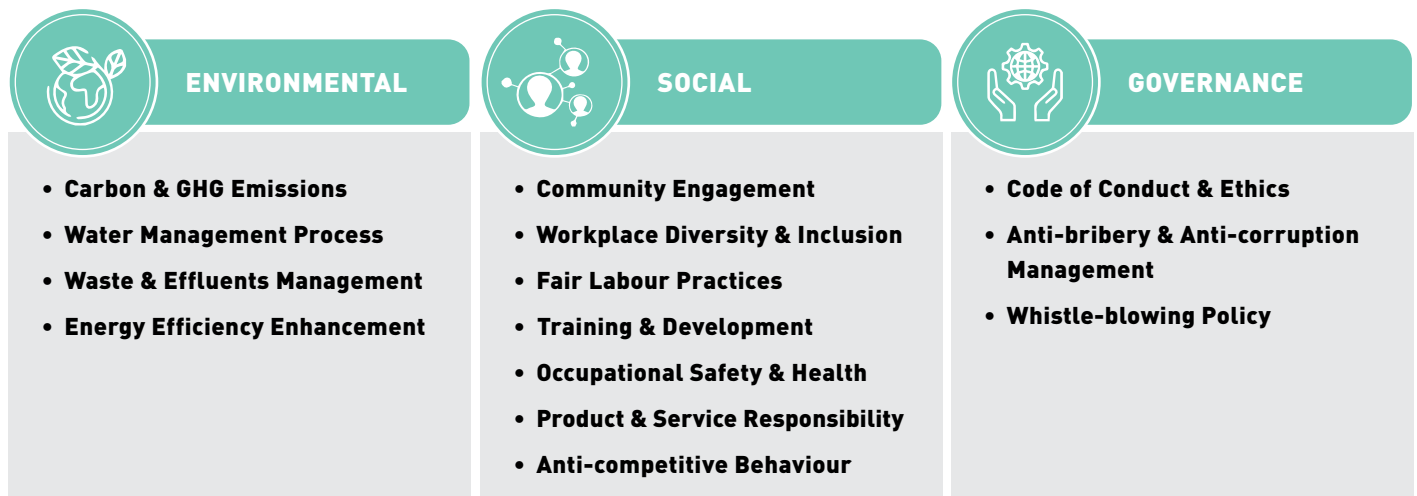 ENVIRONMENTAL
• Carbon & GHG Emissions
• Water Management Process
• Waste & Effluents Management
• Energy Efficiency Enhancement
SOCIAL
• Community Engagement
• Workplace Diversity & Inclusion
• Fair Labour Practices
• Training & Development
• Occupational Safety & Health
• Product & Service Responsibility
• Anti-competitive Behaviour
GOVERNANCE
• Code of Conduct & Ethics
• Anti-bribery & Anti-corruption
Management
• Whistle-blowing Policy